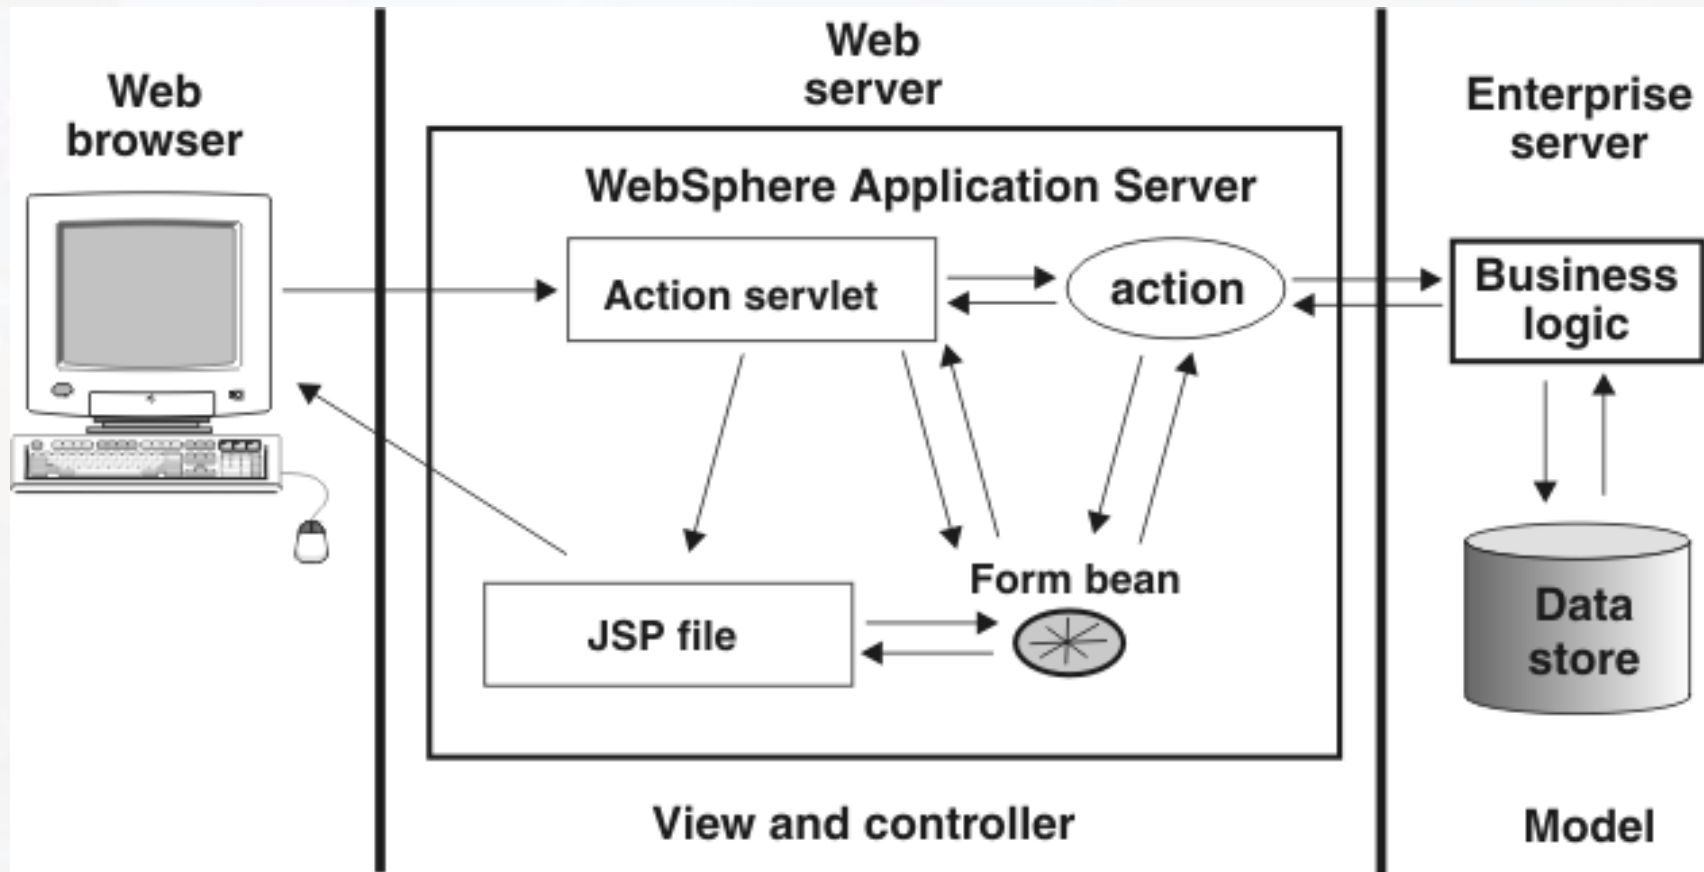 Web
browser
Web
server
WebSphere Application Server
Action servlet
action
JSP file
Form bean
View and controller
Enterprise
server
Business
logic
Data
store
Model